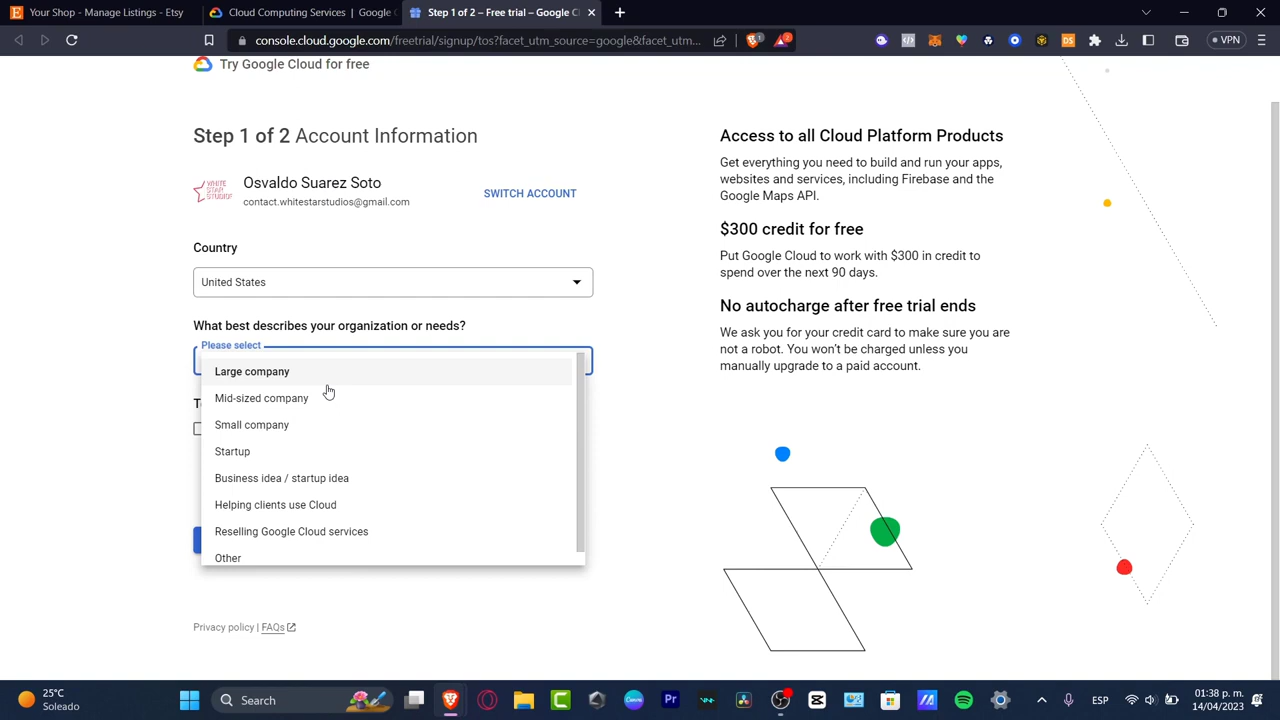 Your Shop - Manage Listings - Etsy
Cloud Computing Services | Google
Step 1 of 2 – Free trial – Google C
console.cloud.google.com/freetrial/signup/tos?facet_utm_source=google&facet_utm...
1
2
DS
VPN
Try Google Cloud for free
Step 1 of 2 Account Information
WHITE STAR STUDIOS
Osvaldo Suarez Soto
contact.whitestarstudios@gmail.com
SWITCH ACCOUNT
Country
United States
What best describes your organization or needs?
Please select
Large company
Mid-sized company
Small company
Startup
Business idea / startup idea
Helping clients use Cloud
Reselling Google Cloud services
Other
T
Privacy policy | FAQs
Access to all Cloud Platform Products
Get everything you need to build and run your apps,
websites and services, including Firebase and the
Google Maps API.
$300 credit for free
Put Google Cloud to work with $300 in credit to
spend over the next 90 days.
No autocharge after free trial ends
We ask you for your credit card to make sure you are
not a robot. You won't be charged unless you
manually upgrade to a paid account.
25°C
Soleado
Search
Pr
ESP
01:38 p. m.
14/04/2023